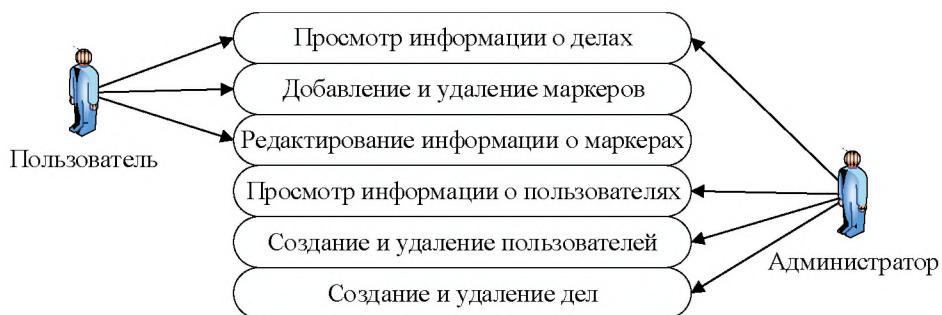 Просмотр информации о делах
Добавление и удаление маркеров
Редактирование информации о маркерах
Пользователь
Просмотр информации о пользователях
Создание и удаление пользователей
Администратор
Создание и удаление дел